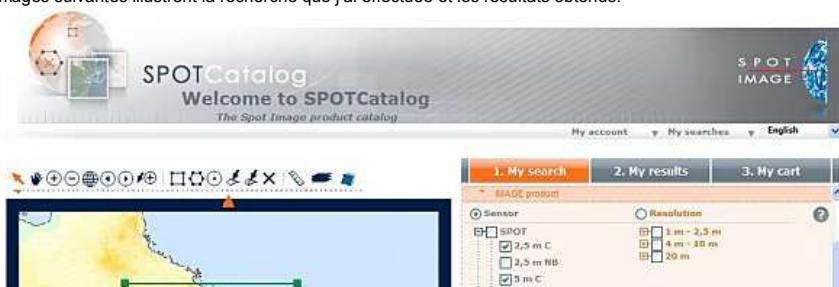 images suivantes illustrent la recherche que j'ai effectuée et les résultats obtenus.
SPOTCatalog
Welcome to SPOTCatalog
The Spot Image product catalog
SPOT
IMAGE
My account My searches English
1. My search 2. My results 3. My cart
IMAGE product
Sensor Resolution ?
SPOT 1 m - 2,5 m
2,5 m C 4 m - 10 m
2,5 m NB 20 m
5 m C